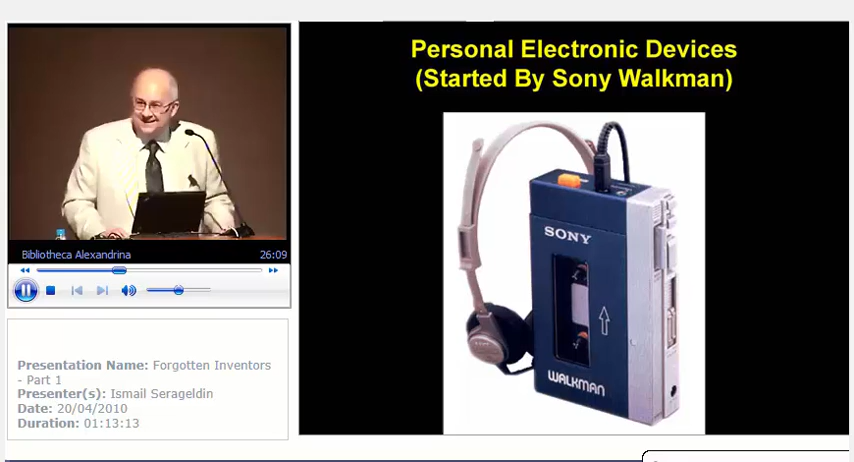 Personal Electronic Devices
(Started By Sony Walkman)
SONY
WALKMAN
Bibliotheca Alexandrina 26:09
Presentation Name: Forgotten Inventors
- Part 1
Presenter(s): Ismail Serageldin
Date: 20/04/2010
Duration: 01:13:13